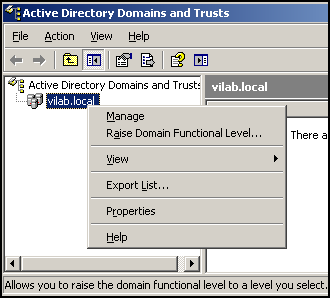 Active Directory Domains and Trusts
File Action View Help
Active Directory Domains and Trusts
vilab.local
vilab.local
There a
Manage
Raise Domain Functional Level...
View
Export List...
Properties
Help
Allows you to raise the domain functional level to a level you select.